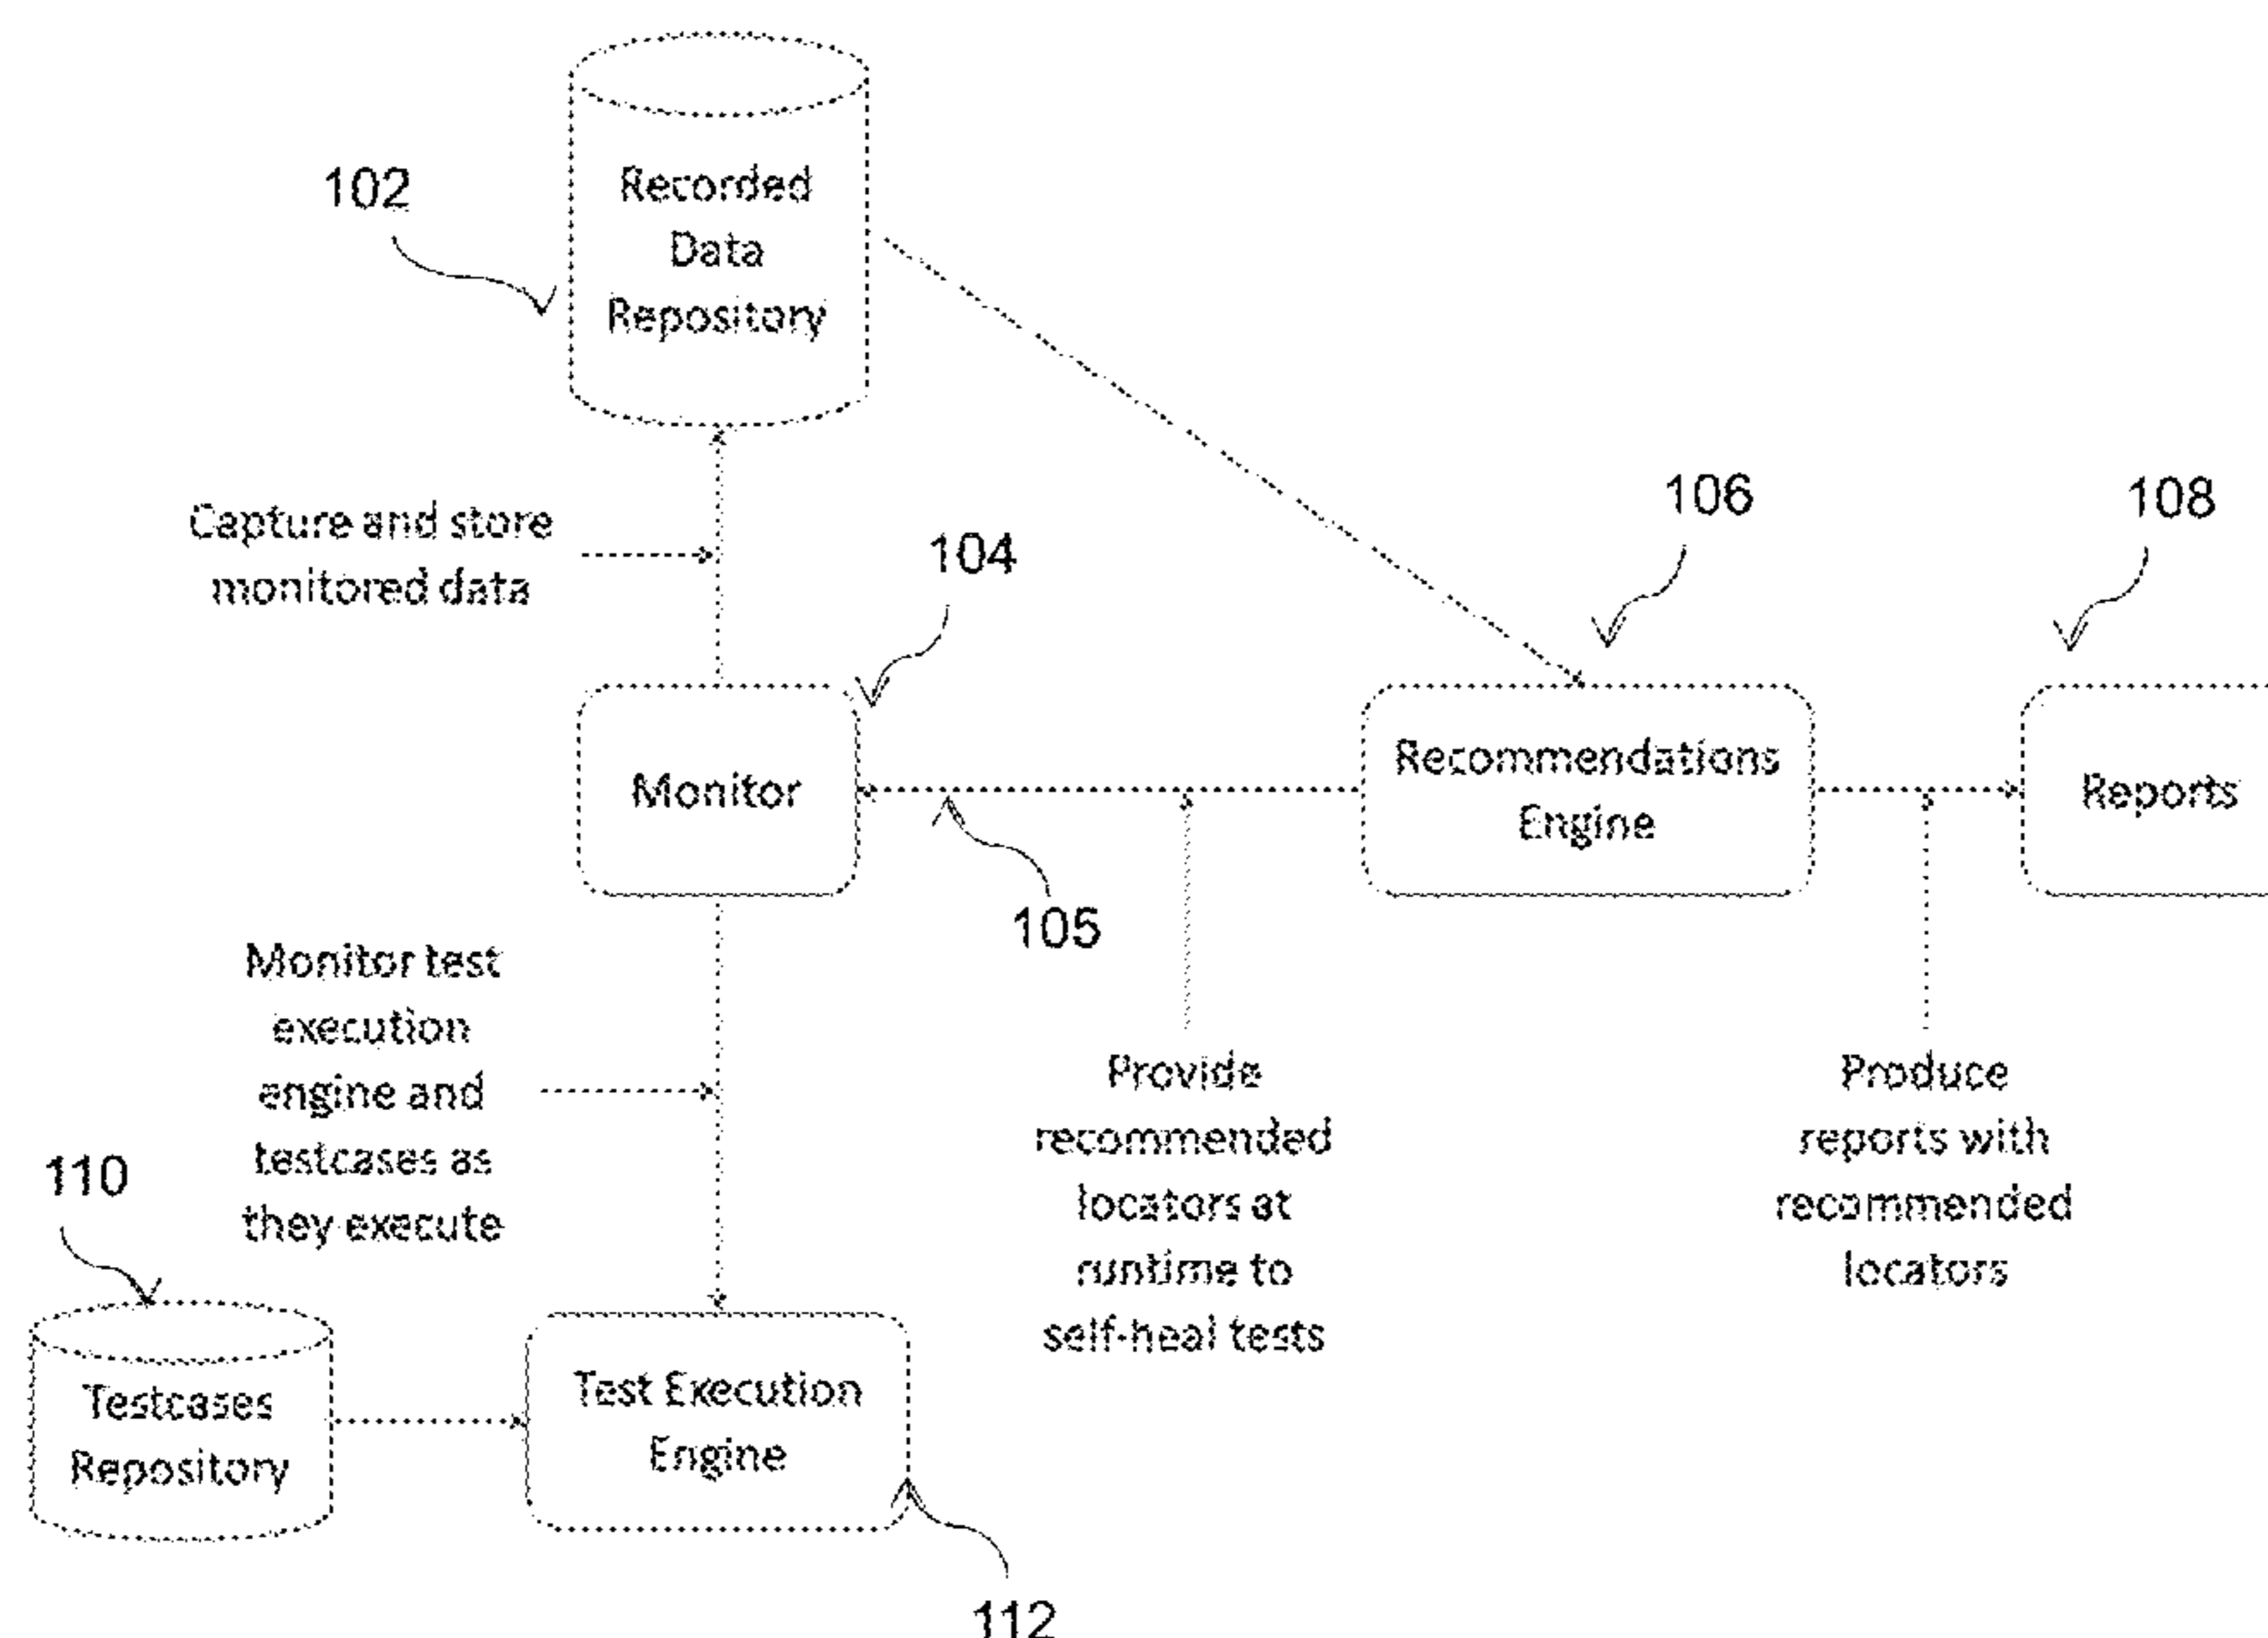 102
Recorded
Data
Repository
Capture and store
monitored data
104
106
108
Monitor
Recommendations
Engine
Reports
105
Monitor test
execution
engine and
testcases as
they execute
Provide
recommended
locators at
runtime to
self-heal tests
Produce
reports with
recommended
locators
110
Testcases
Repository
Test Execution
Engine
112